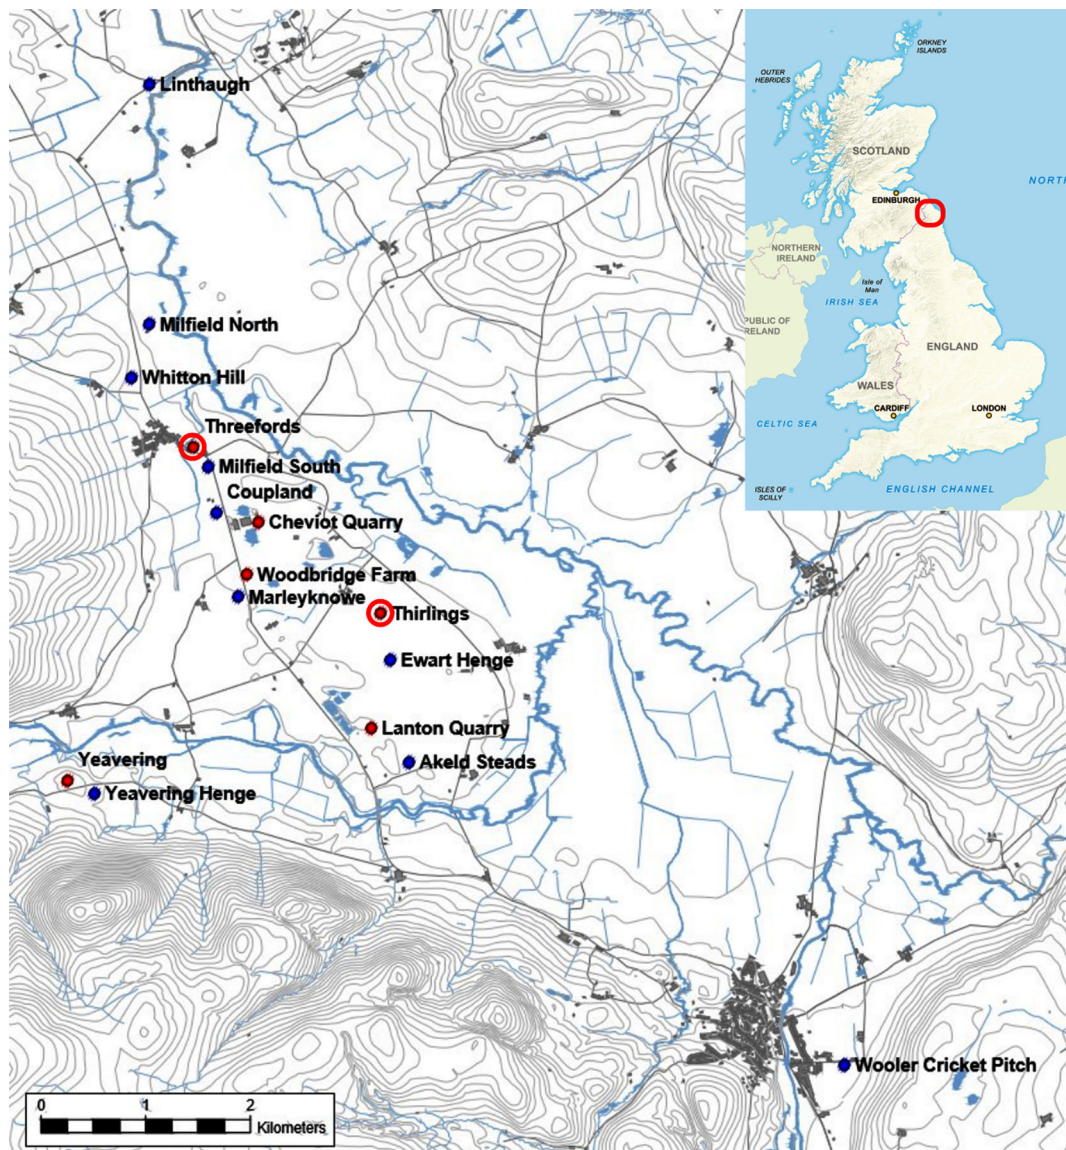 Linthaugh
Milfield North
Whitton Hill
Threefords
Milfield South
Coupland
Cheviot Quarry
Woodbridge Farm
Marleyknowe
Thirlings
Ewart Henge
Lanton Quarry
Akeld Steads
Yeavering
Yeavering Henge
Wooler Cricket Pitch
0 1 2
Kilometers
ORKNEY
ISLANDS
OUTER
HEBRIDES
SCOTLAND
NORTH
EDINBURGH
NORTHERN
IRELAND
Isle of
Man
IRISH SEA
PUBLIC OF
RELAND
ENGLAND
WALES
CARDIFF
LONDON
CELTIC SEA
ISLES OF
SCILLY
ENGLISH CHANNEL